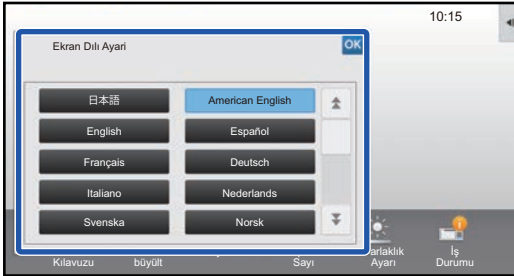 10:15
Ekran Dılı Ayari
OK
日本語
American English
English
Español
Français
Deutsch
Italiano
Nederlands
Svenska
Norsk
Kılavuzu
büyült
Sayı
arlaklık
Ayarı
İş
Durumu